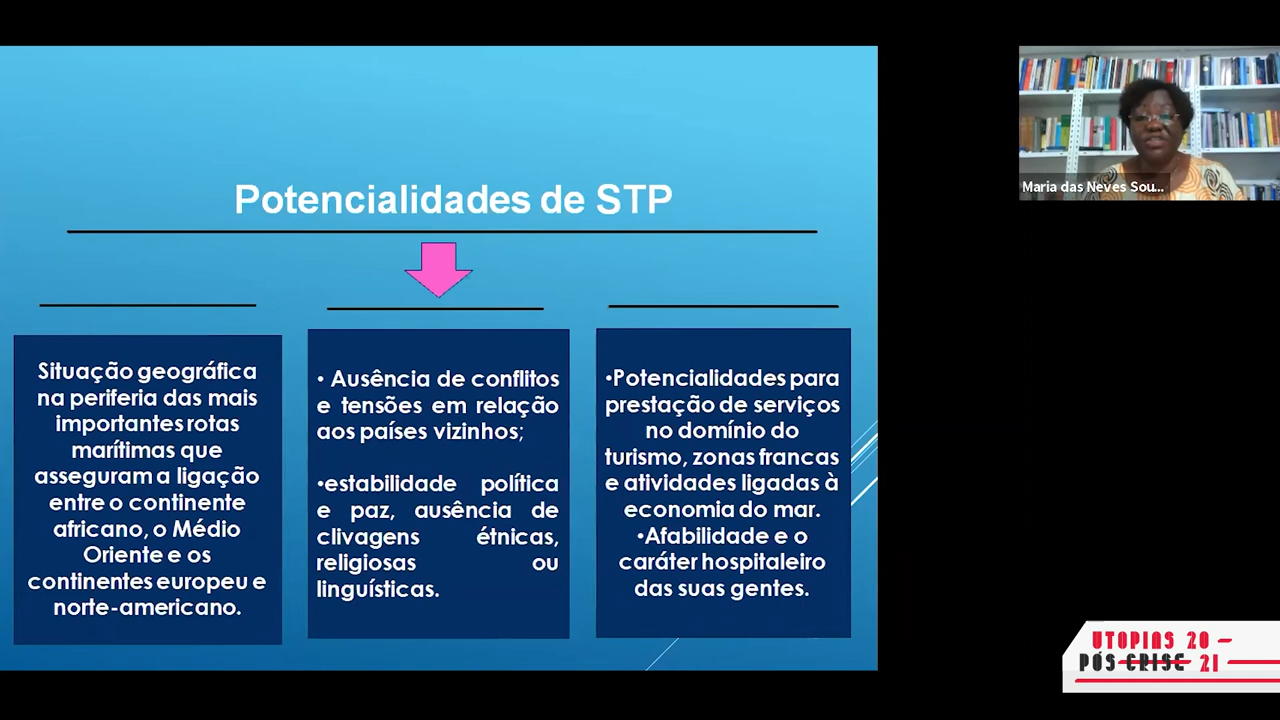 Potencialidades de STP
Situação geográfica
na periferia das mais
importantes rotas
marítimas que
asseguram a ligação
entre o continente
africano, o Médio
Oriente e os
continentes europeu e
norte-americano.
• Ausência de conflitos
e tensões em relação
aos países vizinhos;
•estabilidade política
e paz, ausência de
clivagens étnicas,
religiosas ou
linguísticas.
•Potencialidades para
prestação de serviços
no domínio do
turismo, zonas francas
e atividades ligadas à
economia do mar.
•Afabilidade e o
caráter hospitaleiro
das suas gentes.
Maria das Neves Sou...
UTOPIAS 20
PÓS CRISE 21